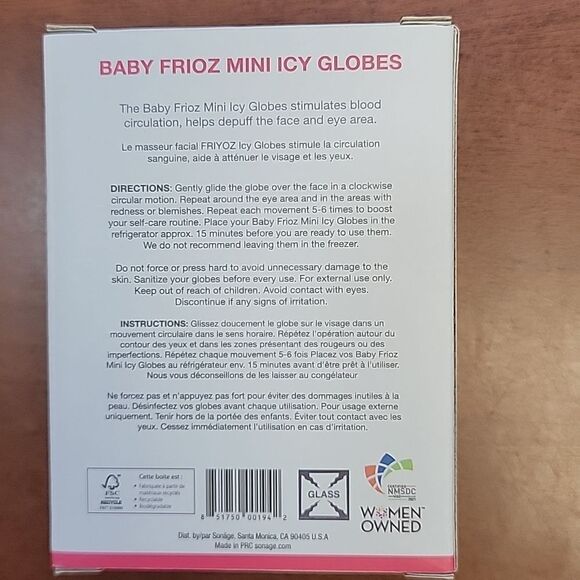 BABY FRIOZ MINI ICY GLOBES
The Baby Frioz Mini Icy Globes stimulates blood
circulation, helps depuff the face and eye area.
Le masseur facial FRIYOZ Icy Globes stimule la circulation
sanguine, aide à atténuer le visage et les yeux.
DIRECTIONS: Gently glide the globe over the face in a clockwise
circular motion. Repeat around the eye area and in the areas with
redness or blemishes. Repeat each movement 5-6 times to boost
your self-care routine. Place your Baby Frioz Mini Icy Globes in the
refrigerator approx. 15 minutes before you are ready to use them.
We do not recommend leaving them in the freezer.
Do not force or press hard to avoid unnecessary damage to the
skin. Sanitize your globes before every use. For external use only.
Keep out of reach of children. Avoid contact with eyes.
Discontinue if any signs of irritation.
INSTRUCTIONS: Glissez doucement le globe sur le visage dans un
mouvement circulaire dans le sens horaire. Répétez l'opération autour du
contour des yeux et dans les zones présentant des rougeurs ou des
imperfections. Répétez chaque mouvement 5-6 fois Placez vos Baby Frioz
Mini Icy Globes au réfrigérateur env. 15 minutes avant d'être prêt à l'utiliser.
Nous vous déconseillons de les laisser au congélateur
Ne forcez pas et n'appuyez pas fort pour éviter des dommages inutiles à la
peau. Désinfectez vos globes avant chaque utilisation. Pour usage externe
uniquement. Tenir hors de la portée des enfants. Éviter tout contact avec les
yeux. Cessez immédiatement l'utilisation en cas d'irritation.
FSC
RECYCLE
Cette boîte est :
• Fabriquée à partir de
matériaux recyclés
• Recyclable
• Biodégradable
8 51750 00194 2
GLASS
CERTIFIED
NMSDC
MBE
2021
WOMEN
OWNED
Dist. by/par Sonäge. Santa Monica, CA 90405 U.S.A
Made in PRC sonage.com